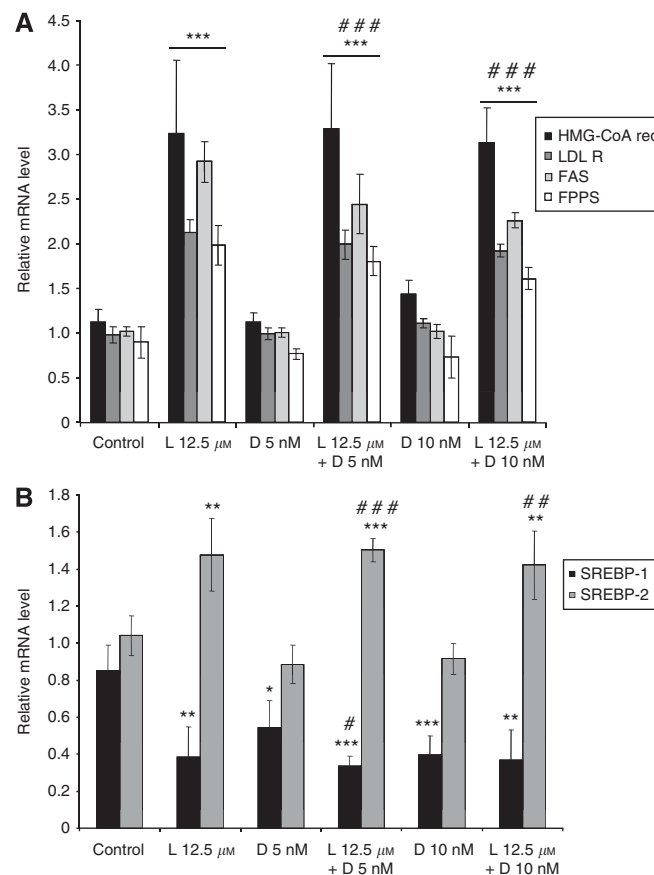 A
4.5
4.0
3.5
3.0
2.5
2.0
1.5
1.0
0.5
0
Relative mRNA level
***
# # #
***
# # #
***
HMG-CoA red
LDL R
FAS
FPPS
Control
L 12.5 μM
D 5 nM
L 12.5 μM
+ D 5 nM
D 10 nM
L 12.5 μM
+ D 10 nM
B
1.8
1.6
1.4
1.2
1.0
0.8
0.6
0.4
0.2
0
Relative mRNA level
**
**
*
# # #
***
#
***
***
# #
**
**
SREBP-1
SREBP-2
Control
L 12.5 μM
D 5 nM
L 12.5 μM
+ D 5 nM
D 10 nM
L 12.5 μM
+ D 10 nM